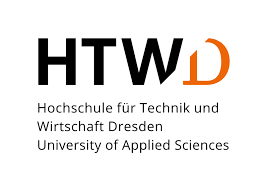 HTWD
Hochschule für Technik und
Wirtschaft Dresden
University of Applied Sciences